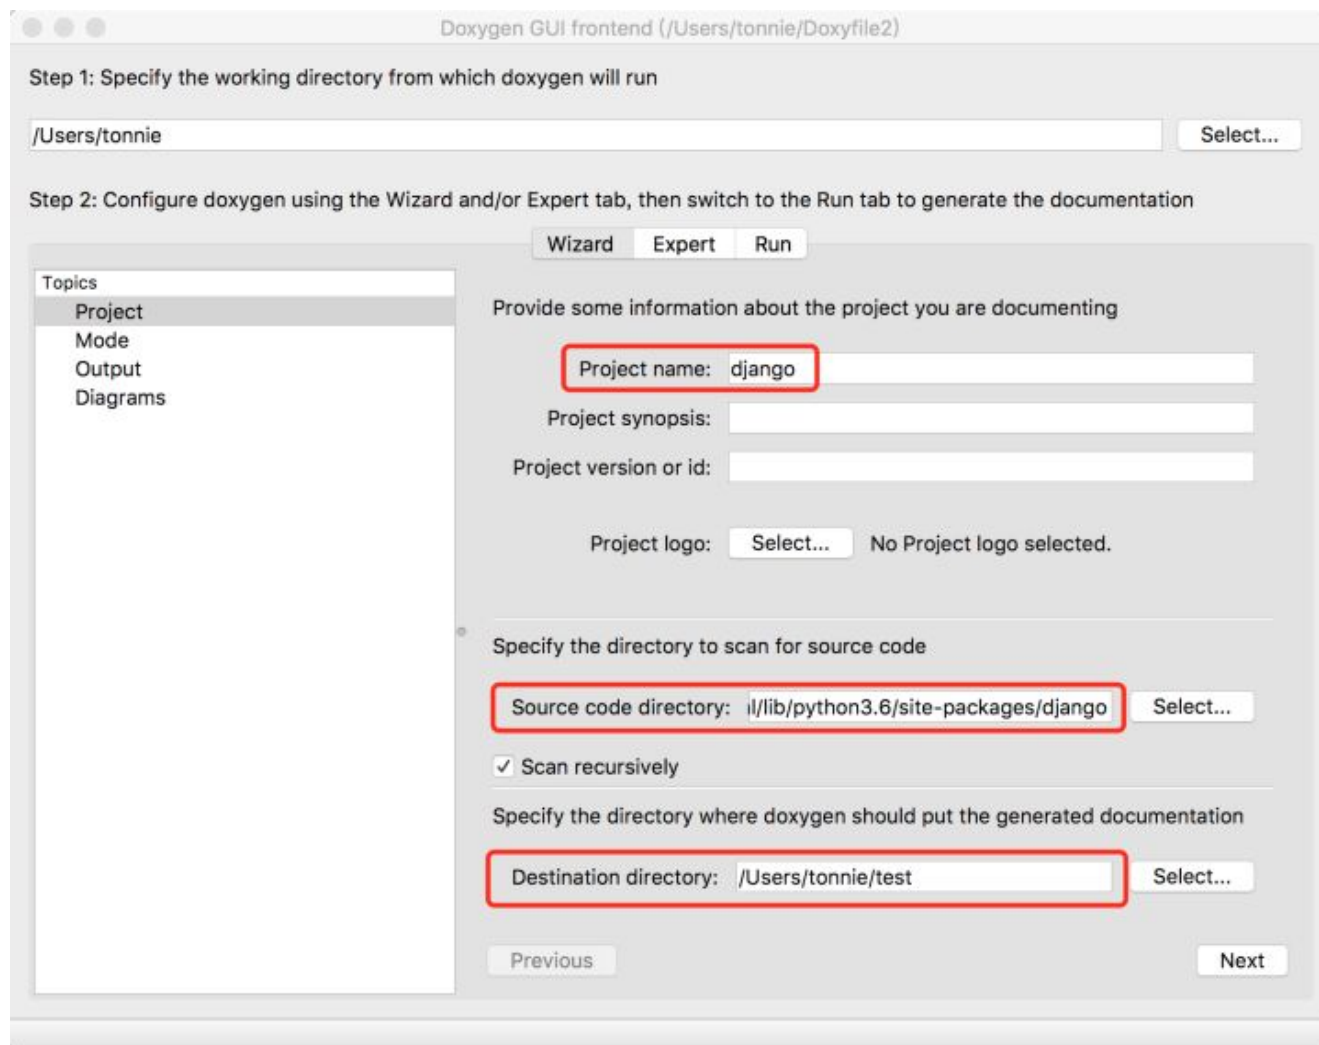 Doxygen GUI frontend (/Users/tonnie/Doxyfile2)
Step 1: Specify the working directory from which doxygen will run
/Users/tonnie Select...
Step 2: Configure doxygen using the Wizard and/or Expert tab, then switch to the Run tab to generate the documentation
Wizard Expert Run
Topics
Project
Mode
Output
Diagrams
Provide some information about the project you are documenting
Project name: django
Project synopsis:
Project version or id:
Project logo: Select... No Project logo selected.
Specify the directory to scan for source code
Source code directory: l/lib/python3.6/site-packages/django Select...
✓ Scan recursively
Specify the directory where doxygen should put the generated documentation
Destination directory: /Users/tonnie/test Select...
Previous Next